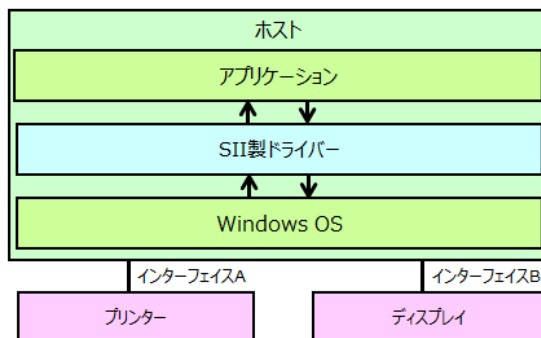 ホスト
アプリケーション
SII製ドライバー
Windows OS
インターフェイスA
インターフェイスB
プリンター
ディスプレイ